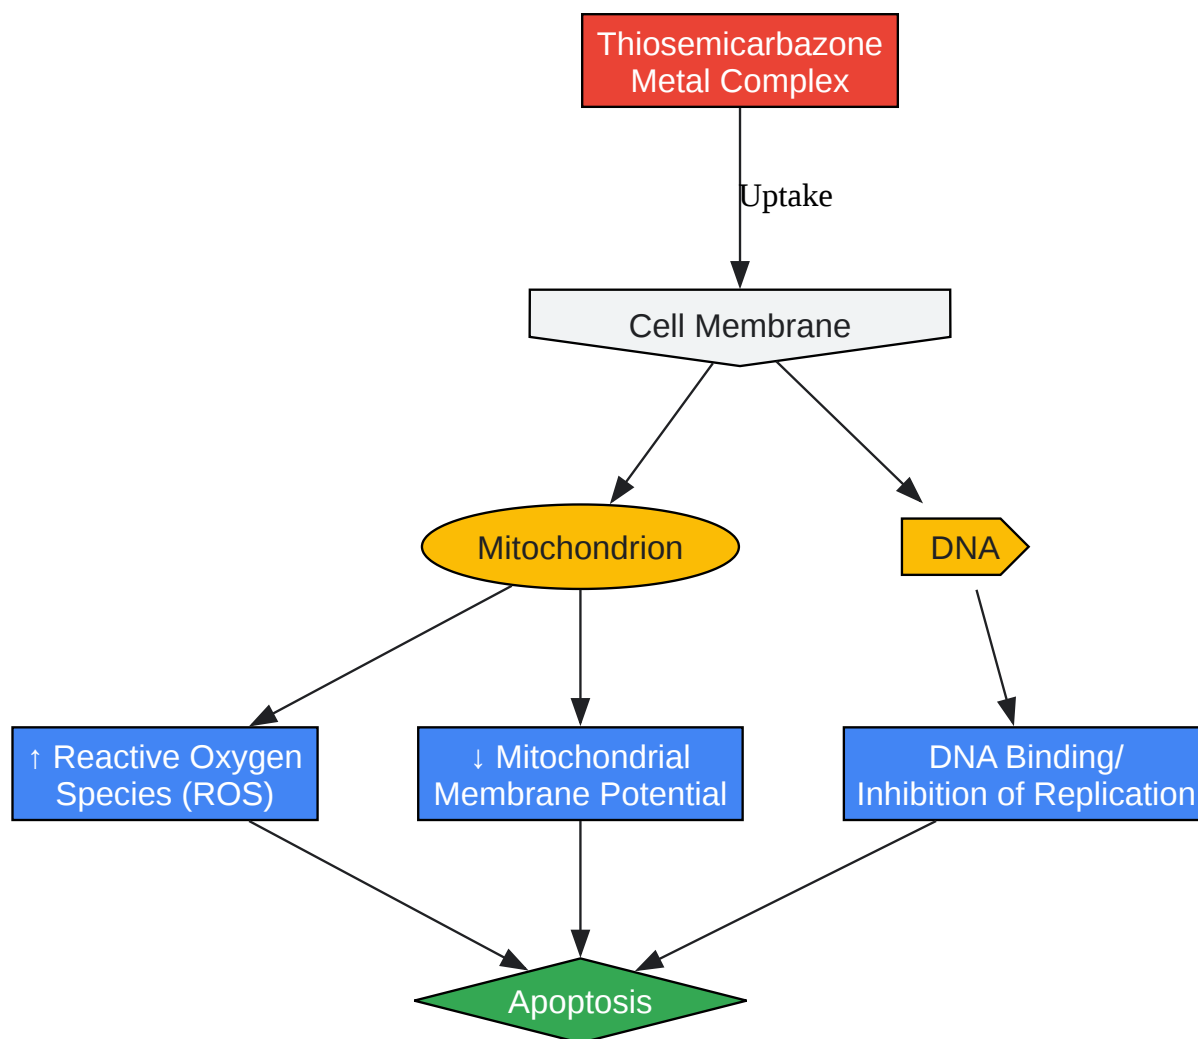 Thiosemicarbazone
Metal Complex
Uptake
Cell Membrane
Mitochondrion
DNA
↑ Reactive Oxygen
Species (ROS)
↓ Mitochondrial
Membrane Potential
DNA Binding/
Inhibition of Replication
Apoptosis